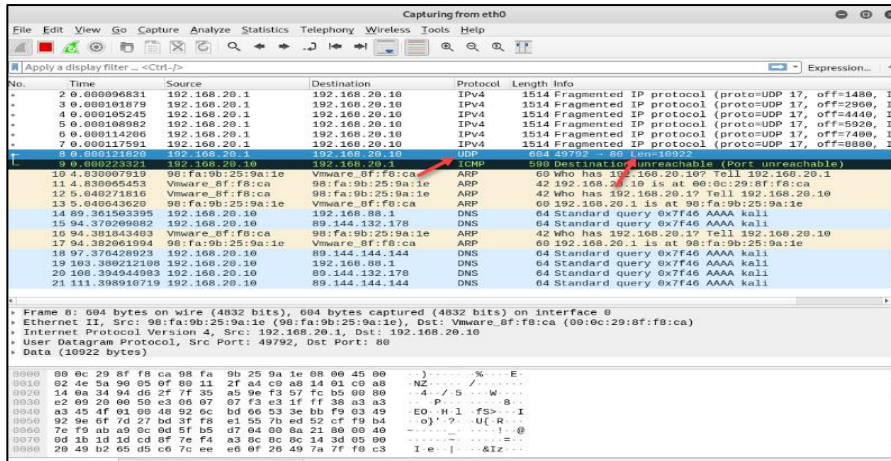 Capturing from eth0
File Edit View Go Capture Analyze Statistics Telephony Wireless Tools Help
Apply a display filter ... <Ctrl-/> Expression...
No. Time Source Destination Protocol Length Info
2 0.000096831 192.168.20.1 192.168.20.10 IPv4 1514 Fragmented IP protocol (proto=UDP 17, off=1480, I
3 0.000101879 192.168.20.1 192.168.20.10 IPv4 1514 Fragmented IP protocol (proto=UDP 17, off=2960, I
4 0.000105245 192.168.20.1 192.168.20.10 IPv4 1514 Fragmented IP protocol (proto=UDP 17, off=4440, I
5 0.000108982 192.168.20.1 192.168.20.10 IPv4 1514 Fragmented IP protocol (proto=UDP 17, off=5920, I
6 0.000114206 192.168.20.1 192.168.20.10 IPv4 1514 Fragmented IP protocol (proto=UDP 17, off=7400, I
7 0.000117591 192.168.20.1 192.168.20.10 IPv4 1514 Fragmented IP protocol (proto=UDP 17, off=8880, I
8 0.000121820 192.168.20.1 192.168.20.10 UDP 604 49792 → 80 Len=10922
9 0.000223321 192.168.20.10 192.168.20.1 ICMP 590 Destination unreachable (Port unreachable)
10 4.830007913 98:fa:9b:25:9a:1e Vmware_8f:f8:ca ARP 60 Who has 192.168.20.10? Tell 192.168.20.1
11 4.830065453 Vmware_8f:f8:ca 98:fa:9b:25:9a:1e ARP 42 192.168.20.10 is at 00:0c:29:8f:f8:ca
12 5.040271816 Vmware_8f:f8:ca 98:fa:9b:25:9a:1e ARP 42 Who has 192.168.20.1? Tell 192.168.20.10
13 5.040643620 98:fa:9b:25:9a:1e Vmware_8f:f8:ca ARP 60 192.168.20.1 is at 98:fa:9b:25:9a:1e
14 89.361503395 192.168.20.10 192.168.88.1 DNS 64 Standard query 0x7f46 AAAA kali
15 94.370209082 192.168.20.10 89.144.132.178 DNS 64 Standard query 0x7f46 AAAA kali
16 94.381843403 Vmware_8f:f8:ca 98:fa:9b:25:9a:1e ARP 42 Who has 192.168.20.1? Tell 192.168.20.10
17 94.382061994 98:fa:9b:25:9a:1e Vmware_8f:f8:ca ARP 60 192.168.20.1 is at 98:fa:9b:25:9a:1e
18 97.376428923 192.168.20.10 89.144.144.144 DNS 64 Standard query 0x7f46 AAAA kali
19 103.380212108 192.168.20.10 192.168.88.1 DNS 64 Standard query 0x7f46 AAAA kali
20 108.394944983 192.168.20.10 89.144.132.178 DNS 64 Standard query 0x7f46 AAAA kali
21 111.398910719 192.168.20.10 89.144.144.144 DNS 64 Standard query 0x7f46 AAAA kali
Frame 8: 604 bytes on wire (4832 bits), 604 bytes captured (4832 bits) on interface 0
Ethernet II, Src: 98:fa:9b:25:9a:1e (98:fa:9b:25:9a:1e), Dst: Vmware_8f:f8:ca (00:0c:29:8f:f8:ca)
Internet Protocol Version 4, Src: 192.168.20.1, Dst: 192.168.20.10
User Datagram Protocol, Src Port: 49792, Dst Port: 80
Data (10922 bytes)
0000 00 0c 29 8f f8 ca 98 fa 9b 25 9a 1e 08 00 45 00
0010 02 4e 5a 90 05 0f 80 11 2f a4 c0 a8 14 01 c0 a8
0020 14 0a 34 94 d6 2f 7f 35 a5 9e f3 57 fc b5 00 80
0030 e2 09 20 00 50 e3 06 07 07 f3 e3 1f ff 38 a3 a3
0040 a3 45 4f 01 00 48 92 6c bd 66 53 3e bb f9 03 49
0050 92 9e 6f 7d 27 bd 3f f8 e1 55 7b ed 52 cf f9 b4
0060 7e f9 ab a9 0c 0d 5f b5 d7 04 00 8a 21 80 00 40
0070 0d 1b 1d 1d cd 8f 7e f4 a3 8c 8c 8c 14 3d 05 00
0080 20 49 b2 65 d5 c6 7c ee e6 0f 26 49 7a 7f f0 c3